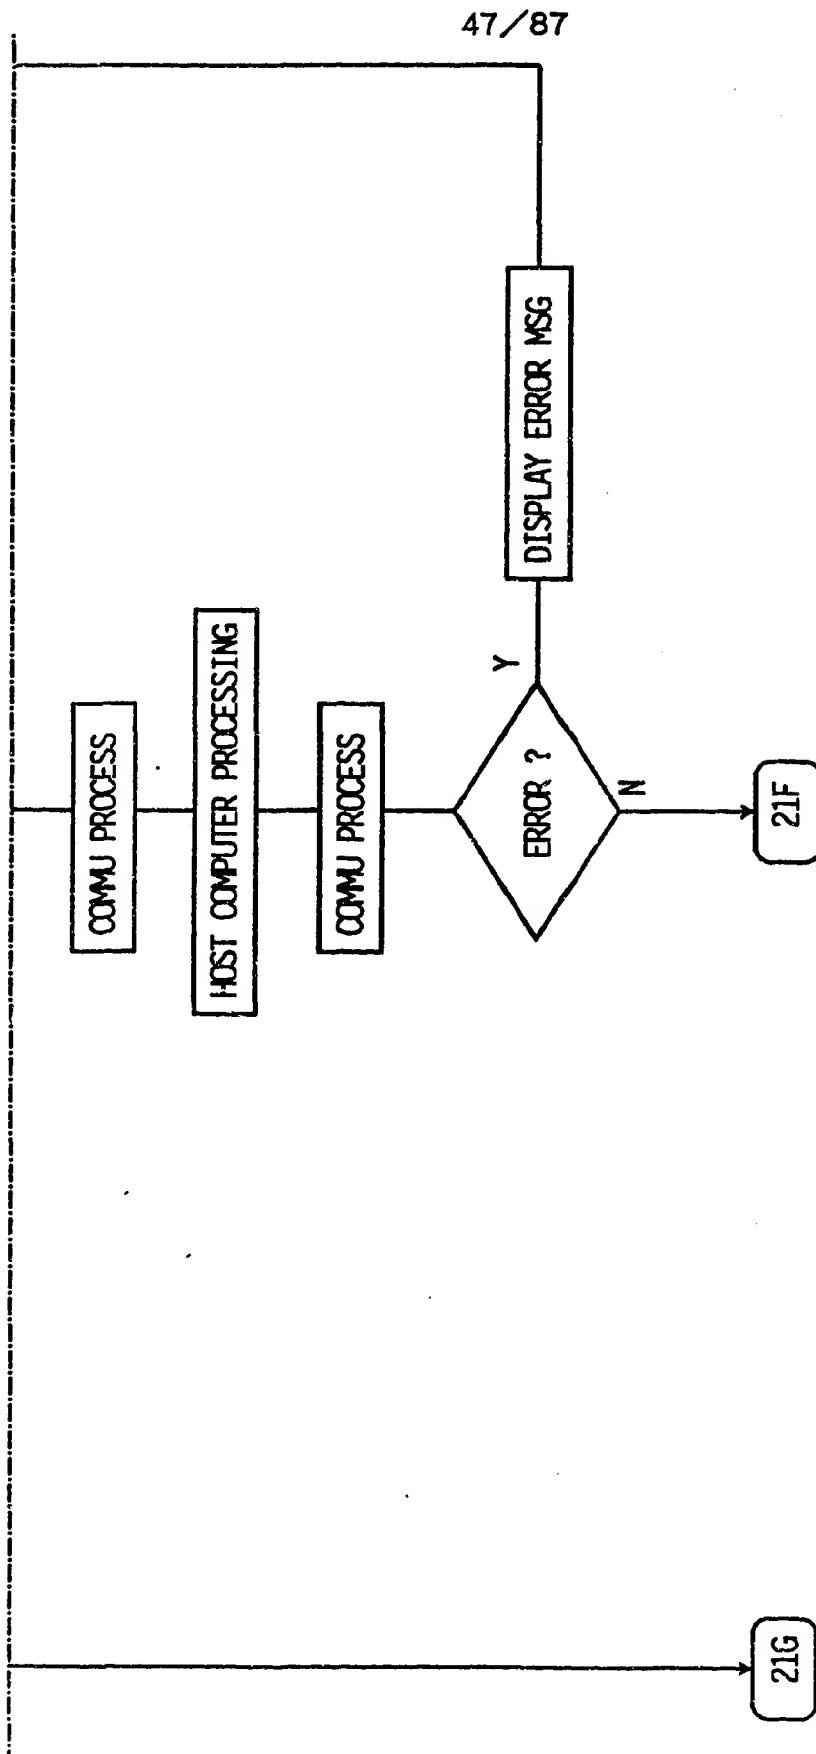 47/87
COMMU PROCESS
HOST COMPUTER PROCESSING
COMMU PROCESS
ERROR ?
Y
DISPLAY ERROR MSG
N
21F
21G